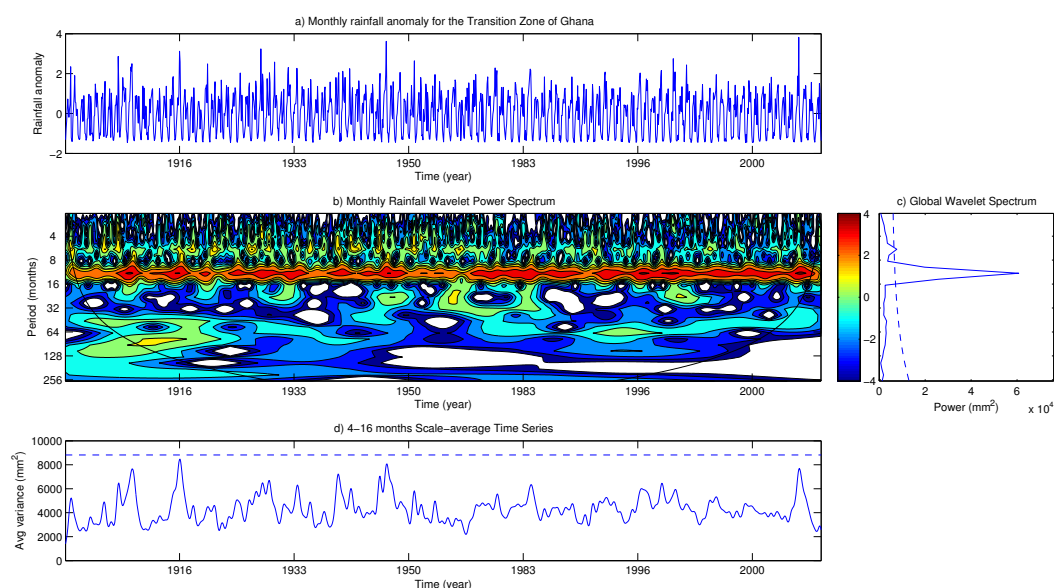 a) Monthly rainfall anomaly for the Transition Zone of Ghana
4
2
0
−2
Rainfall anomaly
1916 1933 1950 1983 1996 2000
Time (year)
b) Monthly Rainfall Wavelet Power Spectrum
4
8
16
32
64
128
256
Period (months)
1916 1933 1950 1983 1996 2000
Time (year)
4
2
0
−2
−4
c) Global Wavelet Spectrum
0 2 4 6
Power (mm²)
x 10⁴
d) 4−16 months Scale−average Time Series
10000
8000
6000
4000
2000
0
Avg variance (mm²)
1916 1933 1950 1983 1996 2000
Time (year)